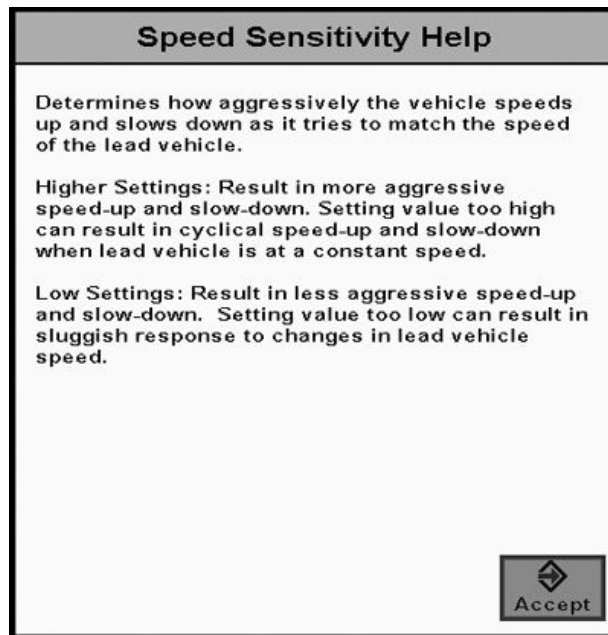 Speed Sensitivity Help
Determines how aggressively the vehicle speeds
up and slows down as it tries to match the speed
of the lead vehicle.
Higher Settings: Result in more aggressive
speed-up and slow-down. Setting value too high
can result in cyclical speed-up and slow-down
when lead vehicle is at a constant speed.
Low Settings: Result in less aggressive speed-up
and slow-down.  Setting value too low can result in
sluggish response to changes in lead vehicle
speed.
Accept